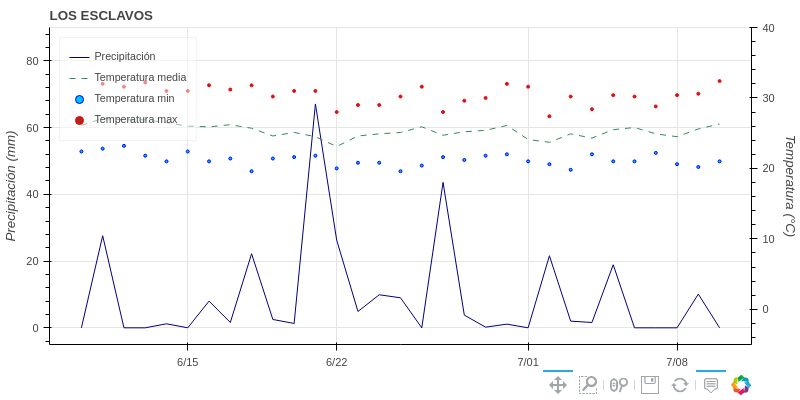 LOS ESCLAVOS
Precipitación
Temperatura media
Temperatura min
Temperatura max
Precipitación (mm)
80
60
40
20
0
Temperatura (°C)
40
30
20
10
0
6/15
6/22
7/01
7/08